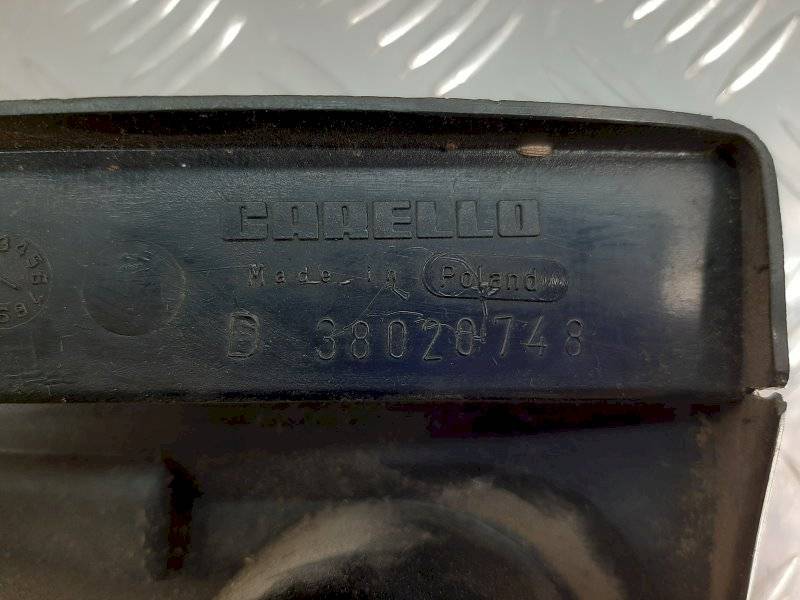 CARELLO
Made in Poland
D 38020748